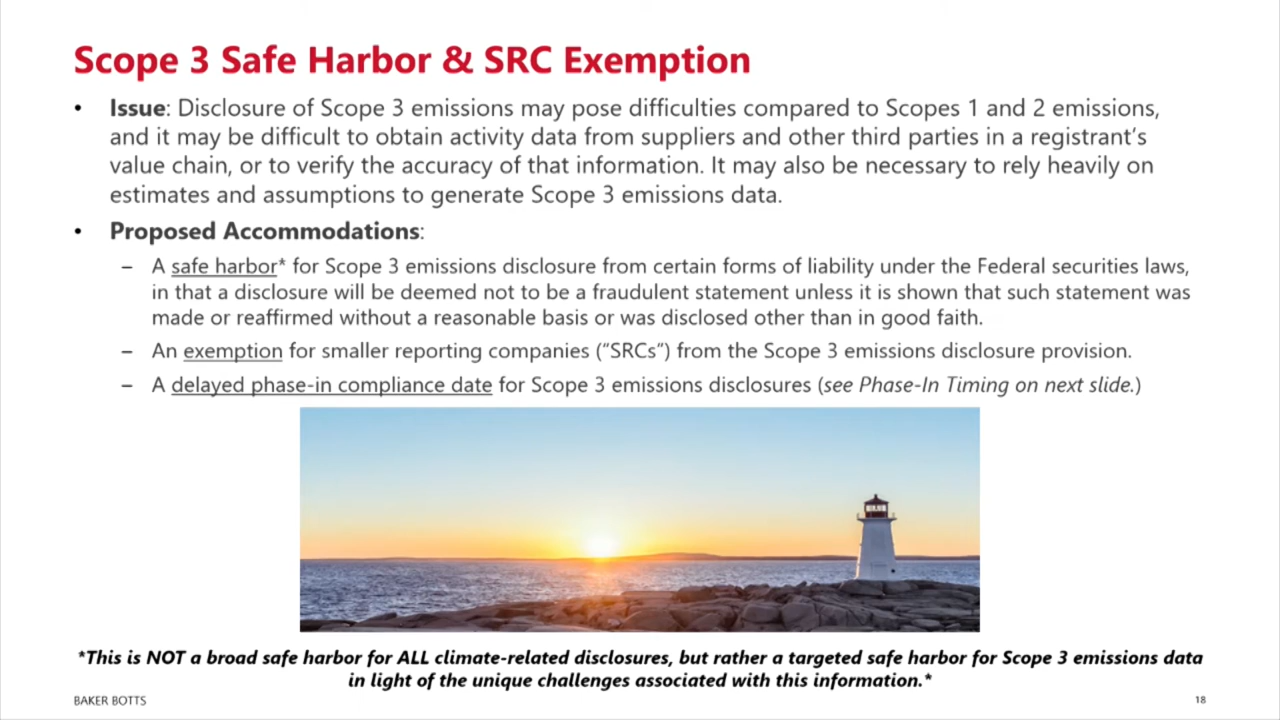 Scope 3 Safe Harbor & SRC Exemption
• Issue: Disclosure of Scope 3 emissions may pose difficulties compared to Scopes 1 and 2 emissions,
and it may be difficult to obtain activity data from suppliers and other third parties in a registrant's
value chain, or to verify the accuracy of that information. It may also be necessary to rely heavily on
estimates and assumptions to generate Scope 3 emissions data.
• Proposed Accommodations:
– A safe harbor* for Scope 3 emissions disclosure from certain forms of liability under the Federal securities laws,
in that a disclosure will be deemed not to be a fraudulent statement unless it is shown that such statement was
made or reaffirmed without a reasonable basis or was disclosed other than in good faith.
– An exemption for smaller reporting companies ("SRCs") from the Scope 3 emissions disclosure provision.
– A delayed phase-in compliance date for Scope 3 emissions disclosures (see Phase-In Timing on next slide.)
*This is NOT a broad safe harbor for ALL climate-related disclosures, but rather a targeted safe harbor for Scope 3 emissions data
in light of the unique challenges associated with this information.*
BAKER BOTTS
18